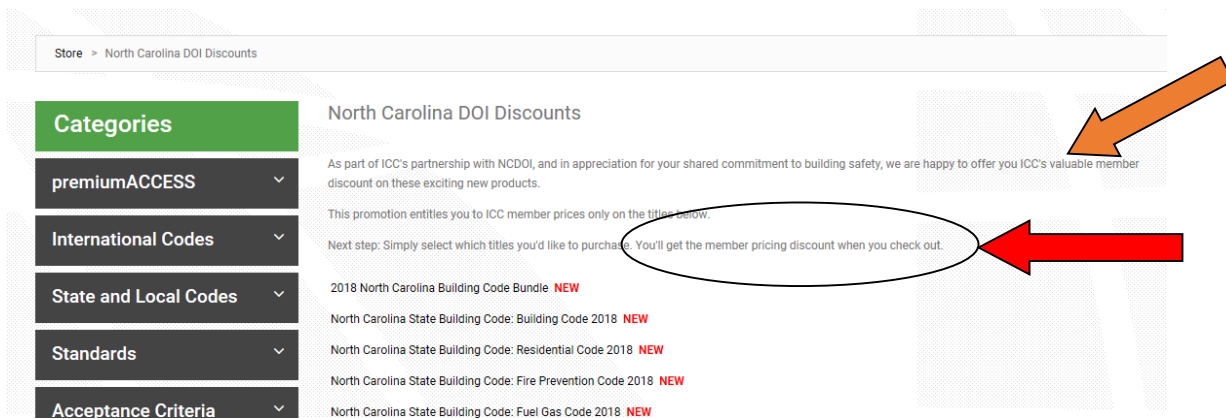 Store > North Carolina DOI Discounts
Categories
premiumACCESS
International Codes
State and Local Codes
Standards
Acceptance Criteria
North Carolina DOI Discounts
As part of ICC's partnership with NCDOI, and in appreciation for your shared commitment to building safety, we are happy to offer you ICC's valuable member
discount on these exciting new products.
This promotion entitles you to ICC member prices only on the titles below.
Next step: Simply select which titles you'd like to purchase. You'll get the member pricing discount when you check out.
2018 North Carolina Building Code Bundle NEW
North Carolina State Building Code: Building Code 2018 NEW
North Carolina State Building Code: Residential Code 2018 NEW
North Carolina State Building Code: Fire Prevention Code 2018 NEW
North Carolina State Building Code: Fuel Gas Code 2018 NEW